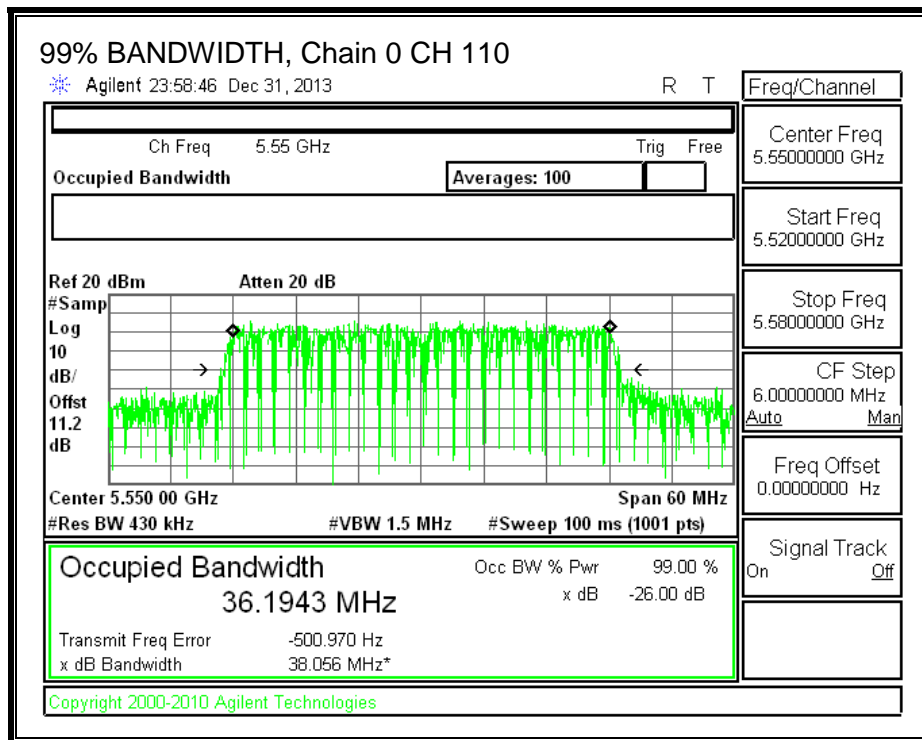 99% BANDWIDTH, Chain 0 CH 110
Agilent 23:58:46 Dec 31, 2013 R T
Freq/Channel
Ch Freq 5.55 GHz Trig Free
Occupied Bandwidth Averages: 100
Center Freq
5.55000000 GHz
Start Freq
5.52000000 GHz
Stop Freq
5.58000000 GHz
CF Step
6.00000000 MHz
Auto Man
Freq Offset
0.00000000 Hz
Signal Track
On Off
Ref 20 dBm Atten 20 dB
#Samp
Log
10
dB/
Offst
11.2
dB
Center 5.550 00 GHz Span 60 MHz
#Res BW 430 kHz #VBW 1.5 MHz #Sweep 100 ms (1001 pts)
Occupied Bandwidth Occ BW % Pwr 99.00 %
36.1943 MHz x dB -26.00 dB
Transmit Freq Error -500.970 Hz
x dB Bandwidth 38.056 MHz*
Copyright 2000-2010 Agilent Technologies